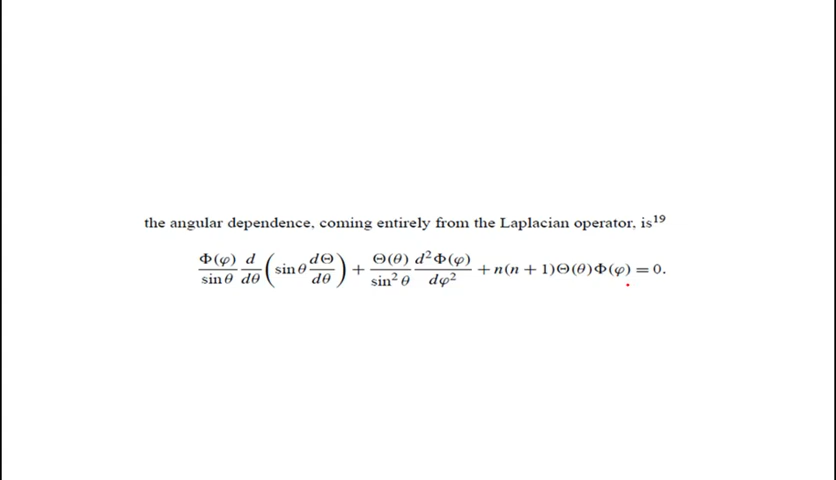 the angular dependence, coming entirely from the Laplacian operator, is¹⁹
Φ(φ)/sin θ d/dθ (sin θ dΘ/dθ) + Θ(θ)/sin² θ d²Φ(φ)/dφ² + n(n + 1)Θ(θ)Φ(φ) = 0.